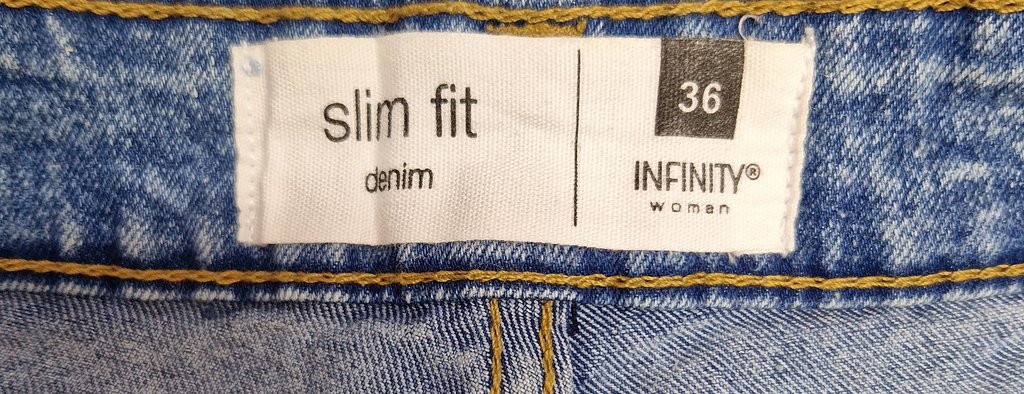 slim fit
denim
36
INFINITY®
woman